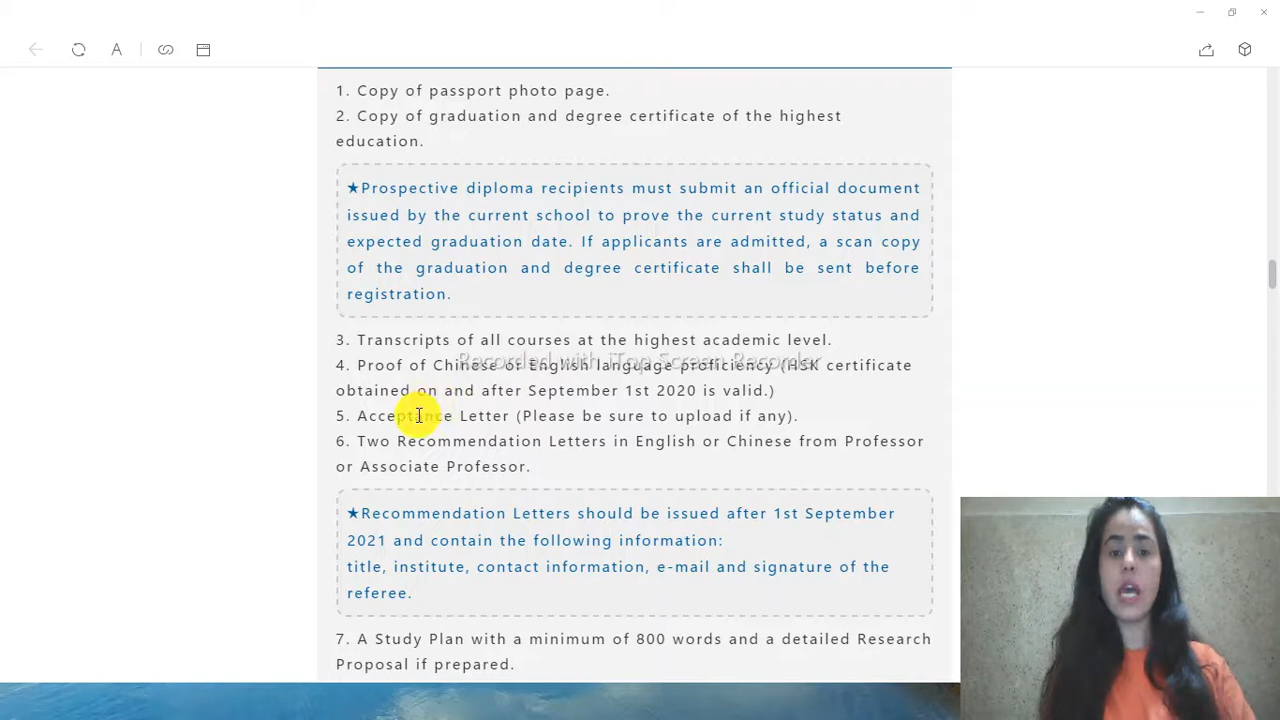 1. Copy of passport photo page.
2. Copy of graduation and degree certificate of the highest
education.
★Prospective diploma recipients must submit an official document
issued by the current school to prove the current study status and
expected graduation date. If applicants are admitted, a scan copy
of the graduation and degree certificate shall be sent before
registration.
3. Transcripts of all courses at the highest academic level.
Recorded with iTop Screen Recorder
4. Proof of Chinese or English language proficiency (HSK certificate
obtained on and after September 1st 2020 is valid.)
5. Acceptance Letter (Please be sure to upload if any).
6. Two Recommendation Letters in English or Chinese from Professor
or Associate Professor.
★Recommendation Letters should be issued after 1st September
2021 and contain the following information:
title, institute, contact information, e-mail and signature of the
referee.
7. A Study Plan with a minimum of 800 words and a detailed Research
Proposal if prepared.